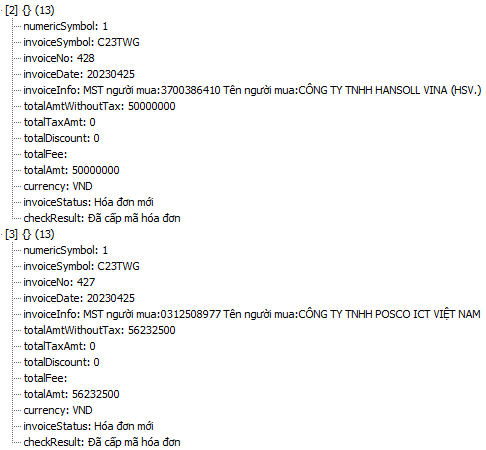 [2] {} (13)
numericSymbol: 1
invoiceSymbol: C23TWG
invoiceNo: 428
invoiceDate: 20230425
invoiceInfo: MST người mua:3700386410 Tên người mua:CÔNG TY TNHH HANSOLL VINA (HSV.)
totalAmtWithoutTax: 50000000
totalTaxAmt: 0
totalDiscount: 0
totalFee:
totalAmt: 50000000
currency: VND
invoiceStatus: Hóa đơn mới
checkResult: Đã cấp mã hóa đơn
[3] {} (13)
numericSymbol: 1
invoiceSymbol: C23TWG
invoiceNo: 427
invoiceDate: 20230425
invoiceInfo: MST người mua:0312508977 Tên người mua:CÔNG TY TNHH POSCO ICT VIỆT NAM
totalAmtWithoutTax: 56232500
totalTaxAmt: 0
totalDiscount: 0
totalFee:
totalAmt: 56232500
currency: VND
invoiceStatus: Hóa đơn mới
checkResult: Đã cấp mã hóa đơn